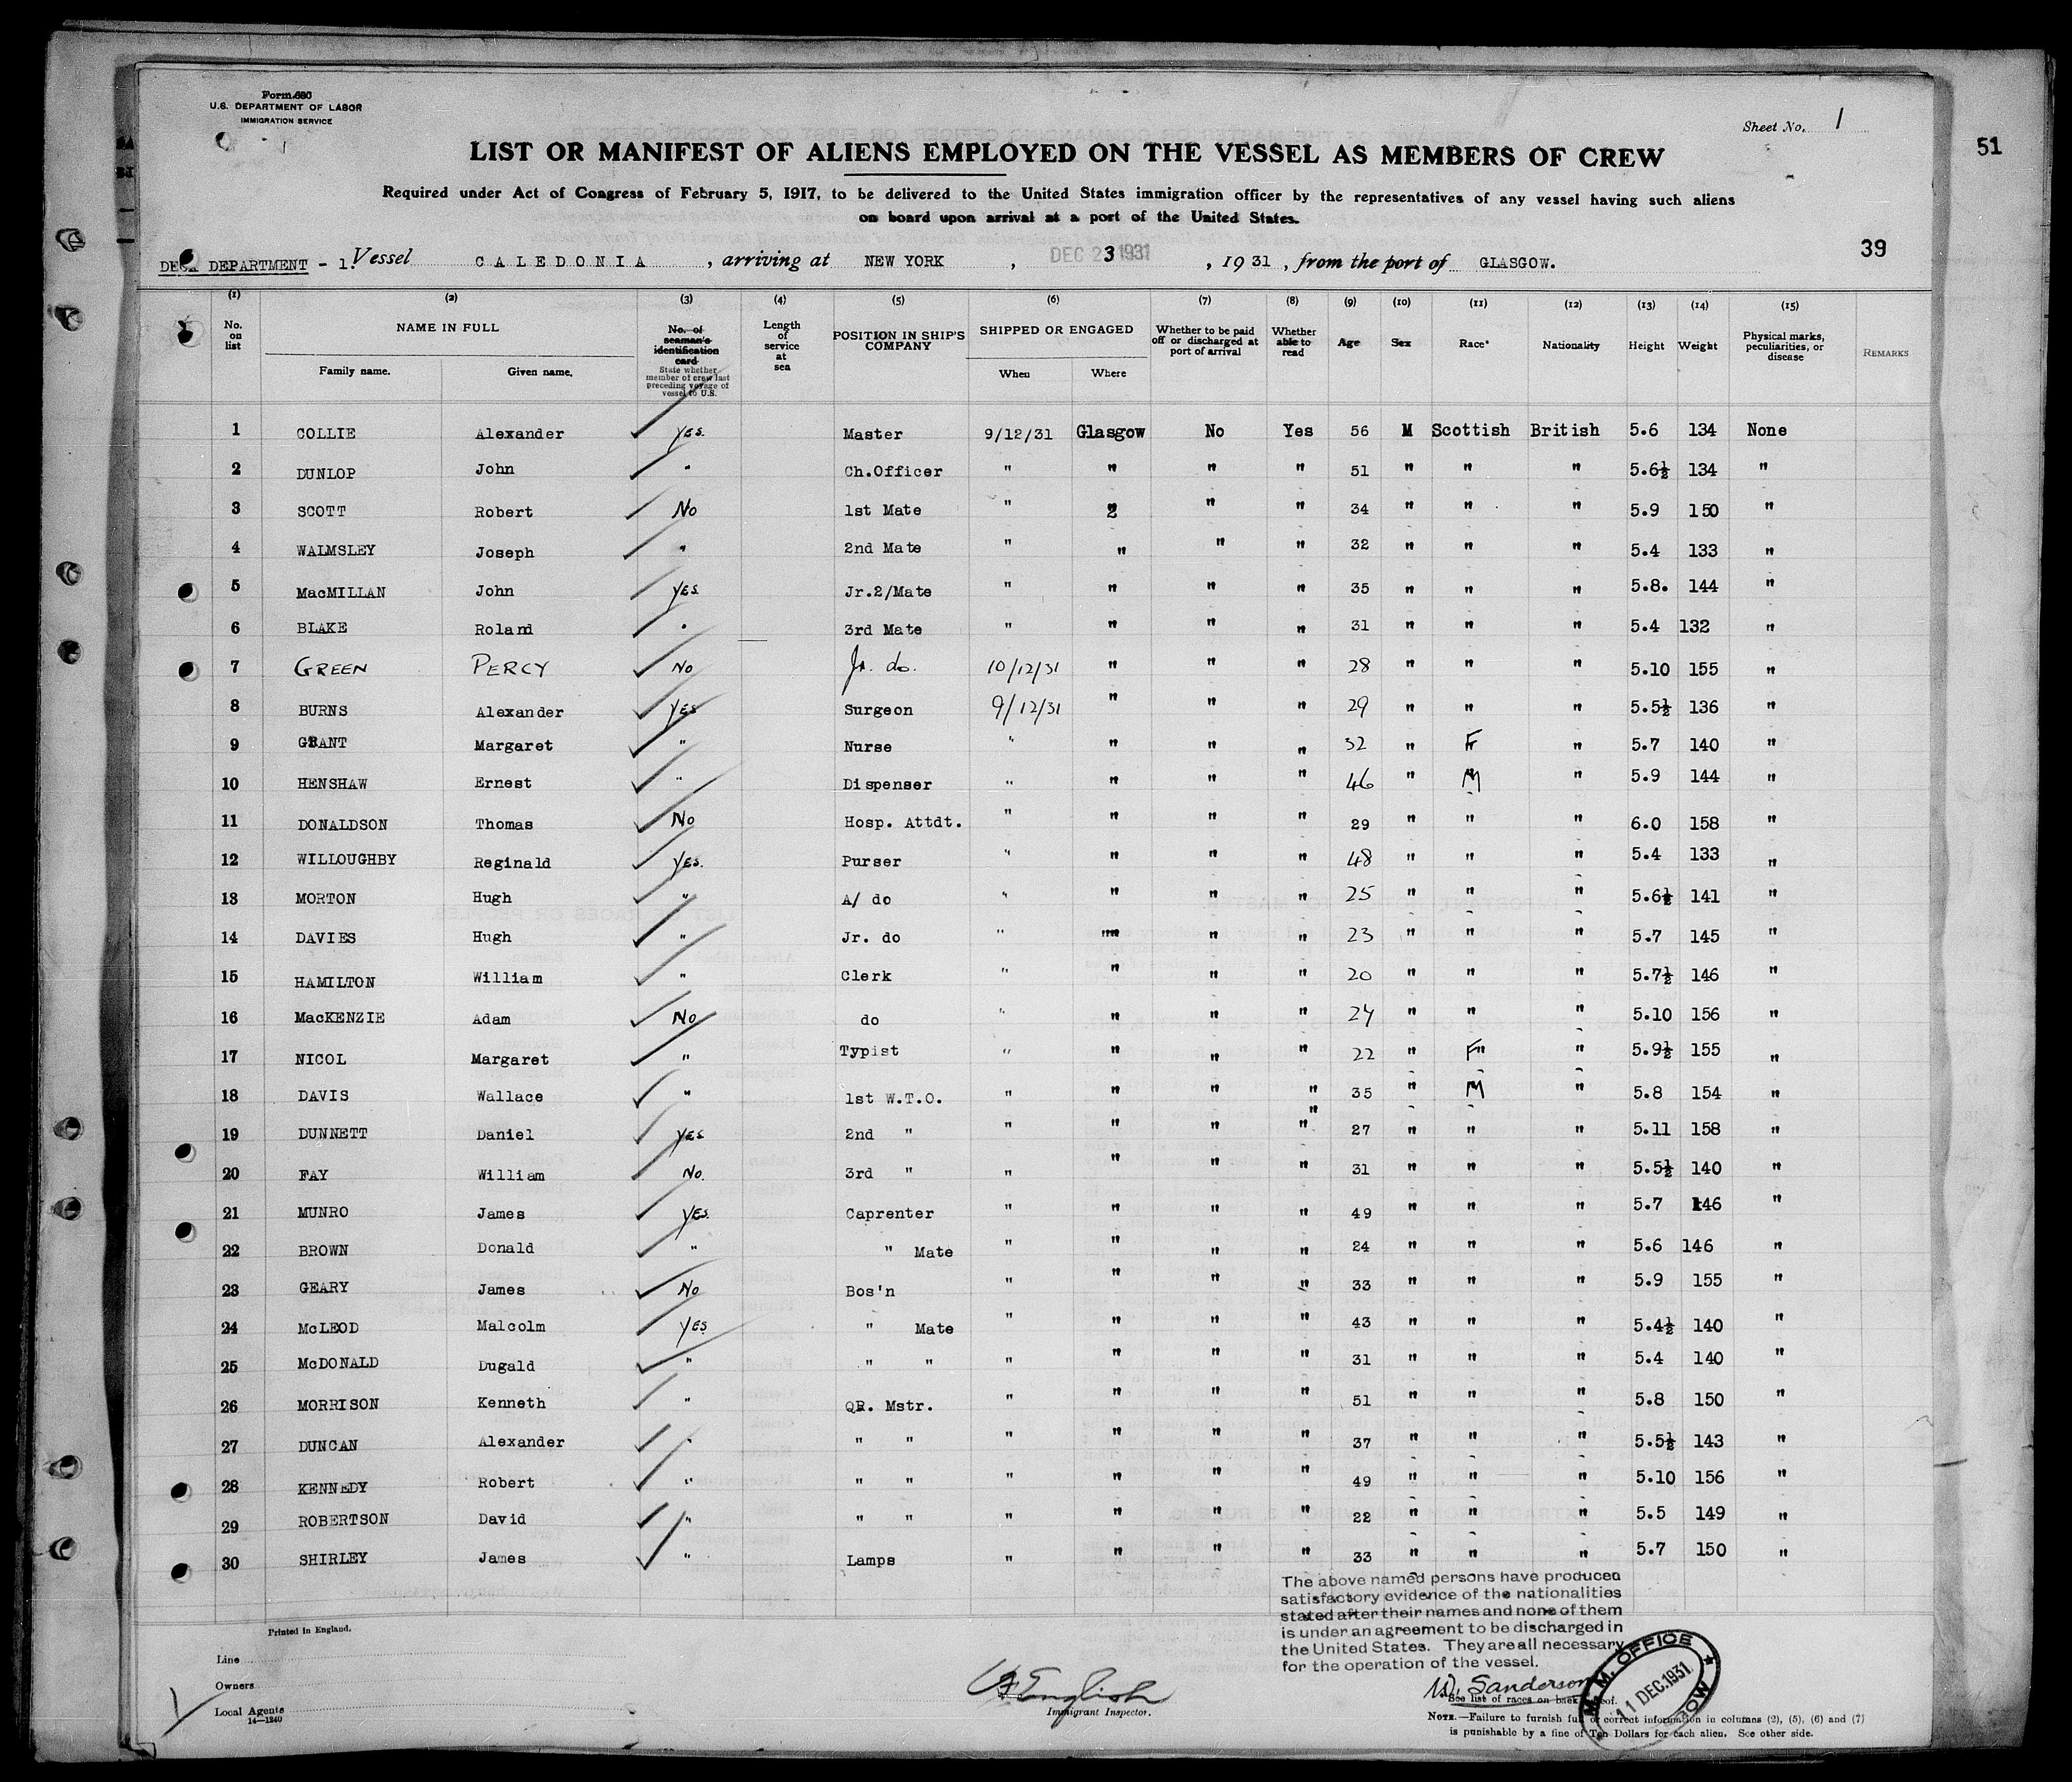 Form 680
U.S. DEPARTMENT OF LABOR
IMMIGRATION SERVICE
Sheet No. 1
51
LIST OR MANIFEST OF ALIENS EMPLOYED ON THE VESSEL AS MEMBERS OF CREW
Required under Act of Congress of February 5, 1917, to be delivered to the United States immigration officer by the representatives of any vessel having such aliens
on board upon arrival at a port of the United States.
39
DECK DEPARTMENT - 1. Vessel CALEDONIA, arriving at NEW YORK, DEC 23 1931, 1931, from the port of GLASGOW.
(1) (2) (3) (4) (5) (6) (7) (8) (9) (10) (11) (12) (13) (14) (15)
No. on list NAME IN FULL Family name. Given name. No. of seaman's identification card State whether member of crew last preceding voyage of vessel to U.S. Length of service at sea POSITION IN SHIP'S COMPANY SHIPPED OR ENGAGED When Where Whether to be paid off or discharged at port of arrival Whether able to read Age Sex Race* Nationality Height Weight Physical marks, peculiarities, or disease REMARKS
1 COLLIE Alexander Yes. Master 9/12/31 Glasgow No Yes 56 M Scottish British 5.6 134 None
2 DUNLOP John " Ch.Officer " " " " 51 " " " 5.6½ 134 "
3 SCOTT Robert No 1st Mate " " " " 34 " " " 5.9 150 "
4 WALMSLEY Joseph " 2nd Mate " " " " 32 " " " 5.4 133 "
5 MacMILLAN John Yes. Jr.2/Mate " " " " 35 " " " 5.8. 144 "
6 BLAKE Roland " 3rd Mate " " " " 31 " " " 5.4 132 "
7 GREEN PERCY No Jr. do. 10/12/31 " " " 28 " " " 5.10 155 "
8 BURNS Alexander Yes Surgeon 9/12/31 " " " 29 " " " 5.5½ 136 "
9 GRANT Margaret " Nurse " " " " 32 " F " 5.7 140 "
10 HENSHAW Ernest " Dispenser " " " " 46 " M " 5.9 144 "
11 DONALDSON Thomas No Hosp. Attdt. " " " " 29 " " " 6.0 158 "
12 WILLOUGHBY Reginald Yes. Purser " " " " 48 " " " 5.4 133 "
13 MORTON Hugh " A/ do " " " " 25 " " " 5.6½ 141 "
14 DAVIES Hugh " Jr. do " " " " 23 " " " 5.7 145 "
15 HAMILTON William " Clerk " " " " 20 " " " 5.7½ 146 "
16 MacKENZIE Adam No do " " " " 24 " " " 5.10 156 "
17 NICOL Margaret " Typist " " " " 22 " F" " 5.9½ 155 "
18 DAVIS Wallace " 1st W.T.O. " " " " 35 " M " 5.8 154 "
19 DUNNETT Daniel Yes 2nd " " " " " 27 " " " 5.11 158 "
20 FAY William No. 3rd " " " " " 31 " " " 5.5½ 140 "
21 MUNRO James Yes. Caprenter " " " " 49 " " " 5.7 146 "
22 BROWN Donald " " Mate " " " " 24 " " " 5.6 146 "
23 GEARY James No Bos'n " " " " 33 " " " 5.9 155 "
24 McLEOD Malcolm Yes " Mate " " " " 43 " " " 5.4½ 140 "
25 McDONALD Dugald " " " " " " " 31 " " " 5.4 140 "
26 MORRISON Kenneth " QR. Mstr. " " " " 51 " " " 5.8 150 "
27 DUNCAN Alexander " " " " " " " 37 " " " 5.5½ 143 "
28 KENNEDY Robert " " " " " " " 49 " " " 5.10 156 "
29 ROBERTSON David " " " " " " " 22 " " " 5.5 149 "
30 SHIRLEY James " Lamps " " " " 33 " " " 5.7 150 "
The above named persons have produced
satisfactory evidence of the nationalities
stated after their names and none of them
is under an agreement to be discharged in
the United States. They are all necessary
for the operation of the vessel.
Printed in England.
Line
Owners
Local Agents
14—1240
English
Immigrant Inspector.
W. Sanderson
M. M. OFFICE
11 DEC. 1931
See list of races on back hereof.
NOTE.—Failure to furnish full or correct information in columns (2), (5), (6) and (7)
is punishable by a fine of Ten Dollars for each alien. See other side.